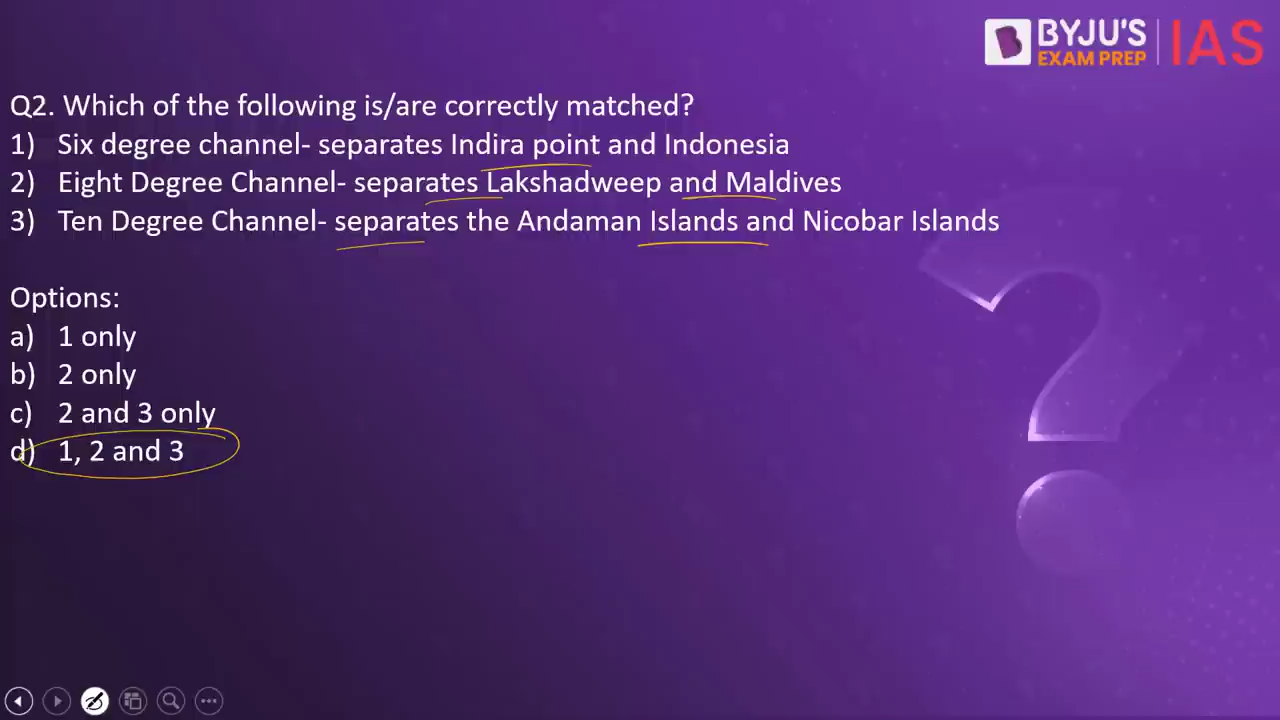 BYJU'S
EXAM PREP
IAS
Q2. Which of the following is/are correctly matched?
1) Six degree channel- separates Indira point and Indonesia
2) Eight Degree Channel- separates Lakshadweep and Maldives
3) Ten Degree Channel- separates the Andaman Islands and Nicobar Islands
Options:
a) 1 only
b) 2 only
c) 2 and 3 only
d) 1, 2 and 3